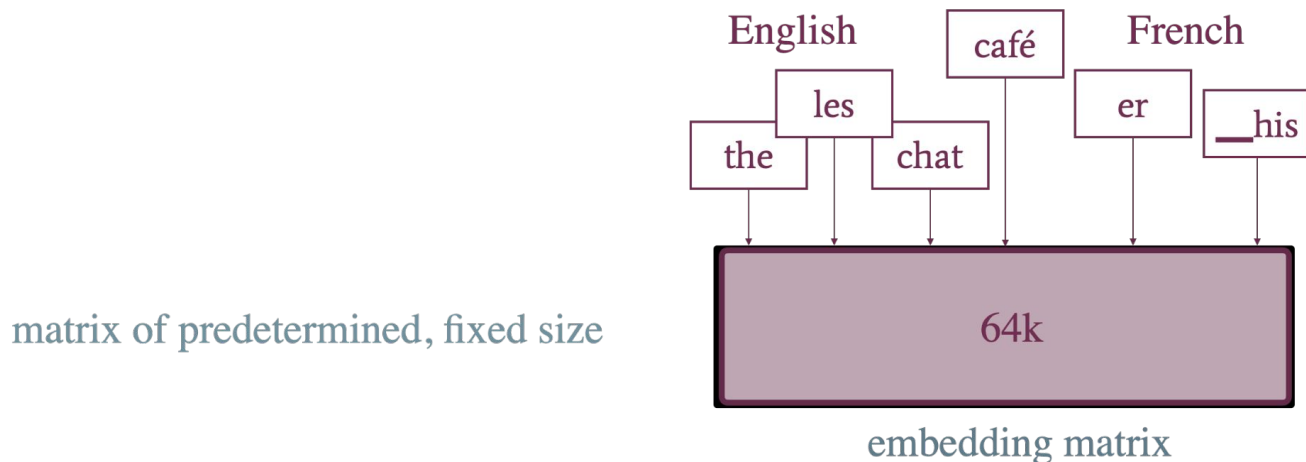 English
café
French
les
er
__his
the
chat
64k
matrix of predetermined, fixed size
embedding matrix